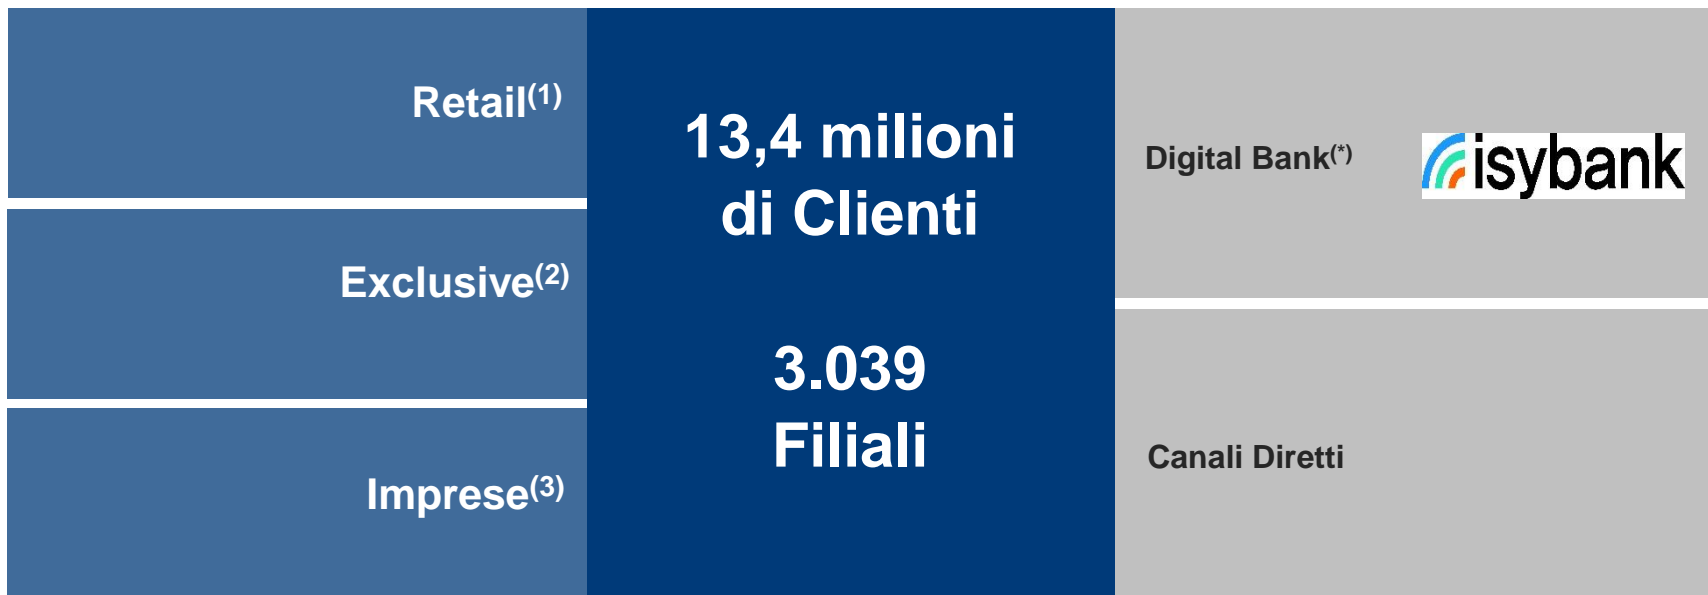 Retail(1)
Exclusive(2)
Imprese(3)
13,4 milioni
di Clienti
3.039
Filiali
Digital Bank(*)
isybank
Canali Diretti